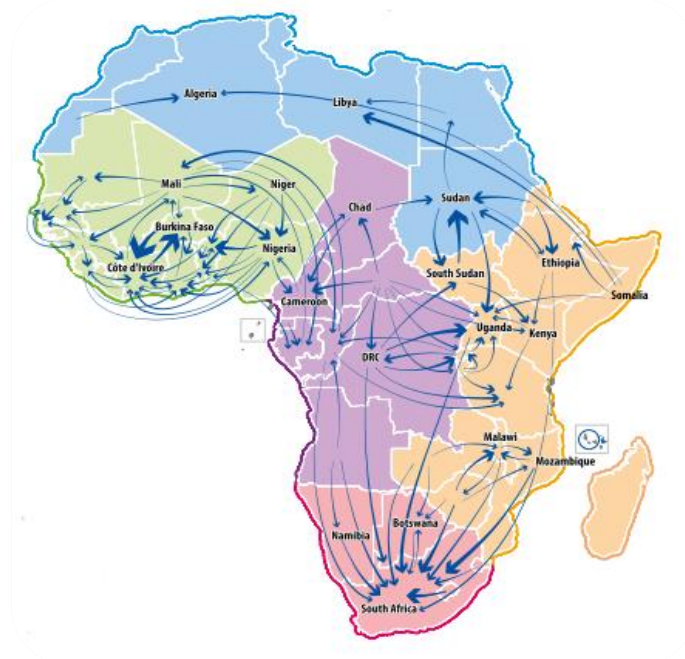 Algeria
Libya
Mali
Niger
Chad
Sudan
Burkina Faso
Nigeria
Côte d'Ivoire
Ethiopia
South Sudan
Somalia
Cameroon
Uganda
Kenya
DRC
Malawi
Mozambique
Botswana
Namibia
South Africa